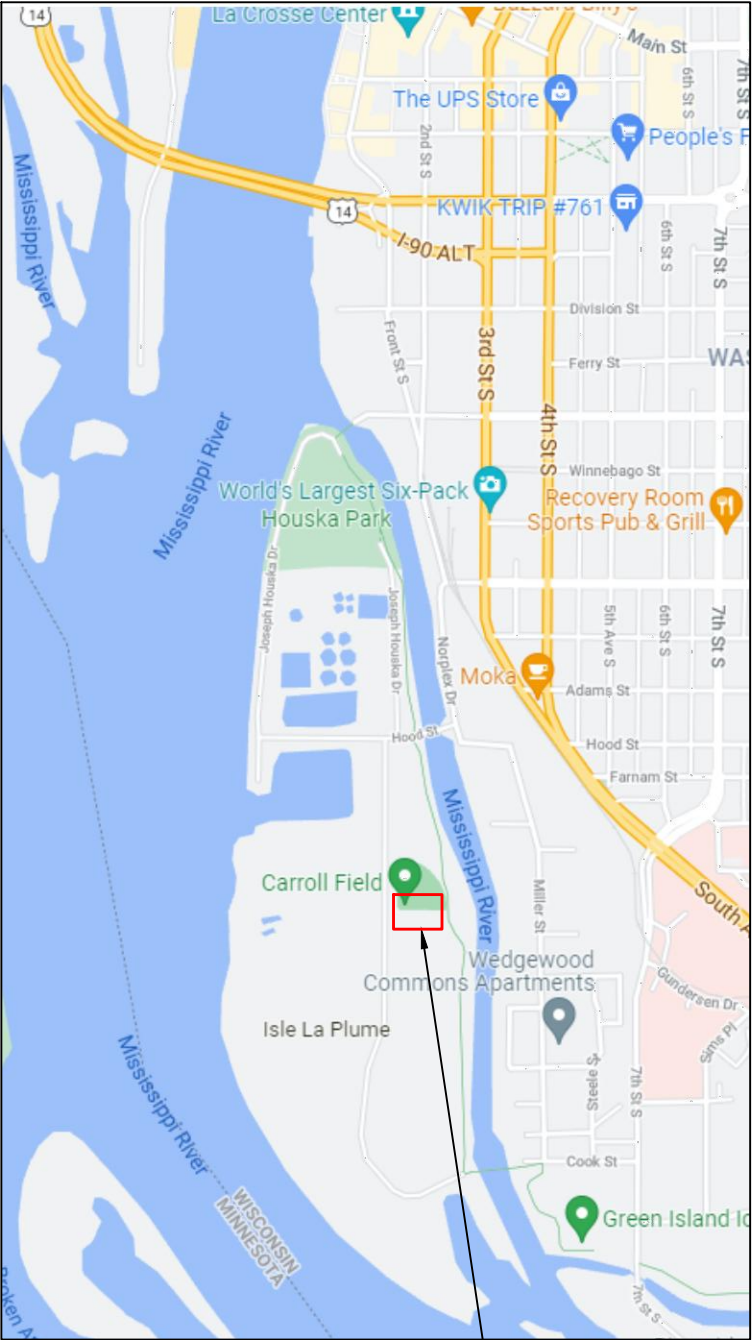 14
La Crosse Center
Main St
The UPS Store
6th St S
7th St S
2nd St S
People's F
Mississippi River
14
KWIK TRIP #761
I-90 ALT
6th St S
7th St S
Division St
Front St S
3rd St S
Ferry St
WAS
4th St S
Mississippi River
World's Largest Six-Pack
Houska Park
Winnebago St
Recovery Room
Sports Pub & Grill
Joseph Houska Dr
Joseph Houska Dr
Norplex Dr
5th Ave S
6th St S
7th St S
Moka
Adams St
Hood St
Hood St
Farnam St
Mississippi River
Carroll Field
Miller St
South A
Wedgewood
Commons Apartments
Gundersen Dr
Isle La Plume
Sims Pl
Mississippi River
Steele St
7th St S
Cook St
WISCONSIN
MINNESOTA
Green Island Ic
7th St S
Broken A